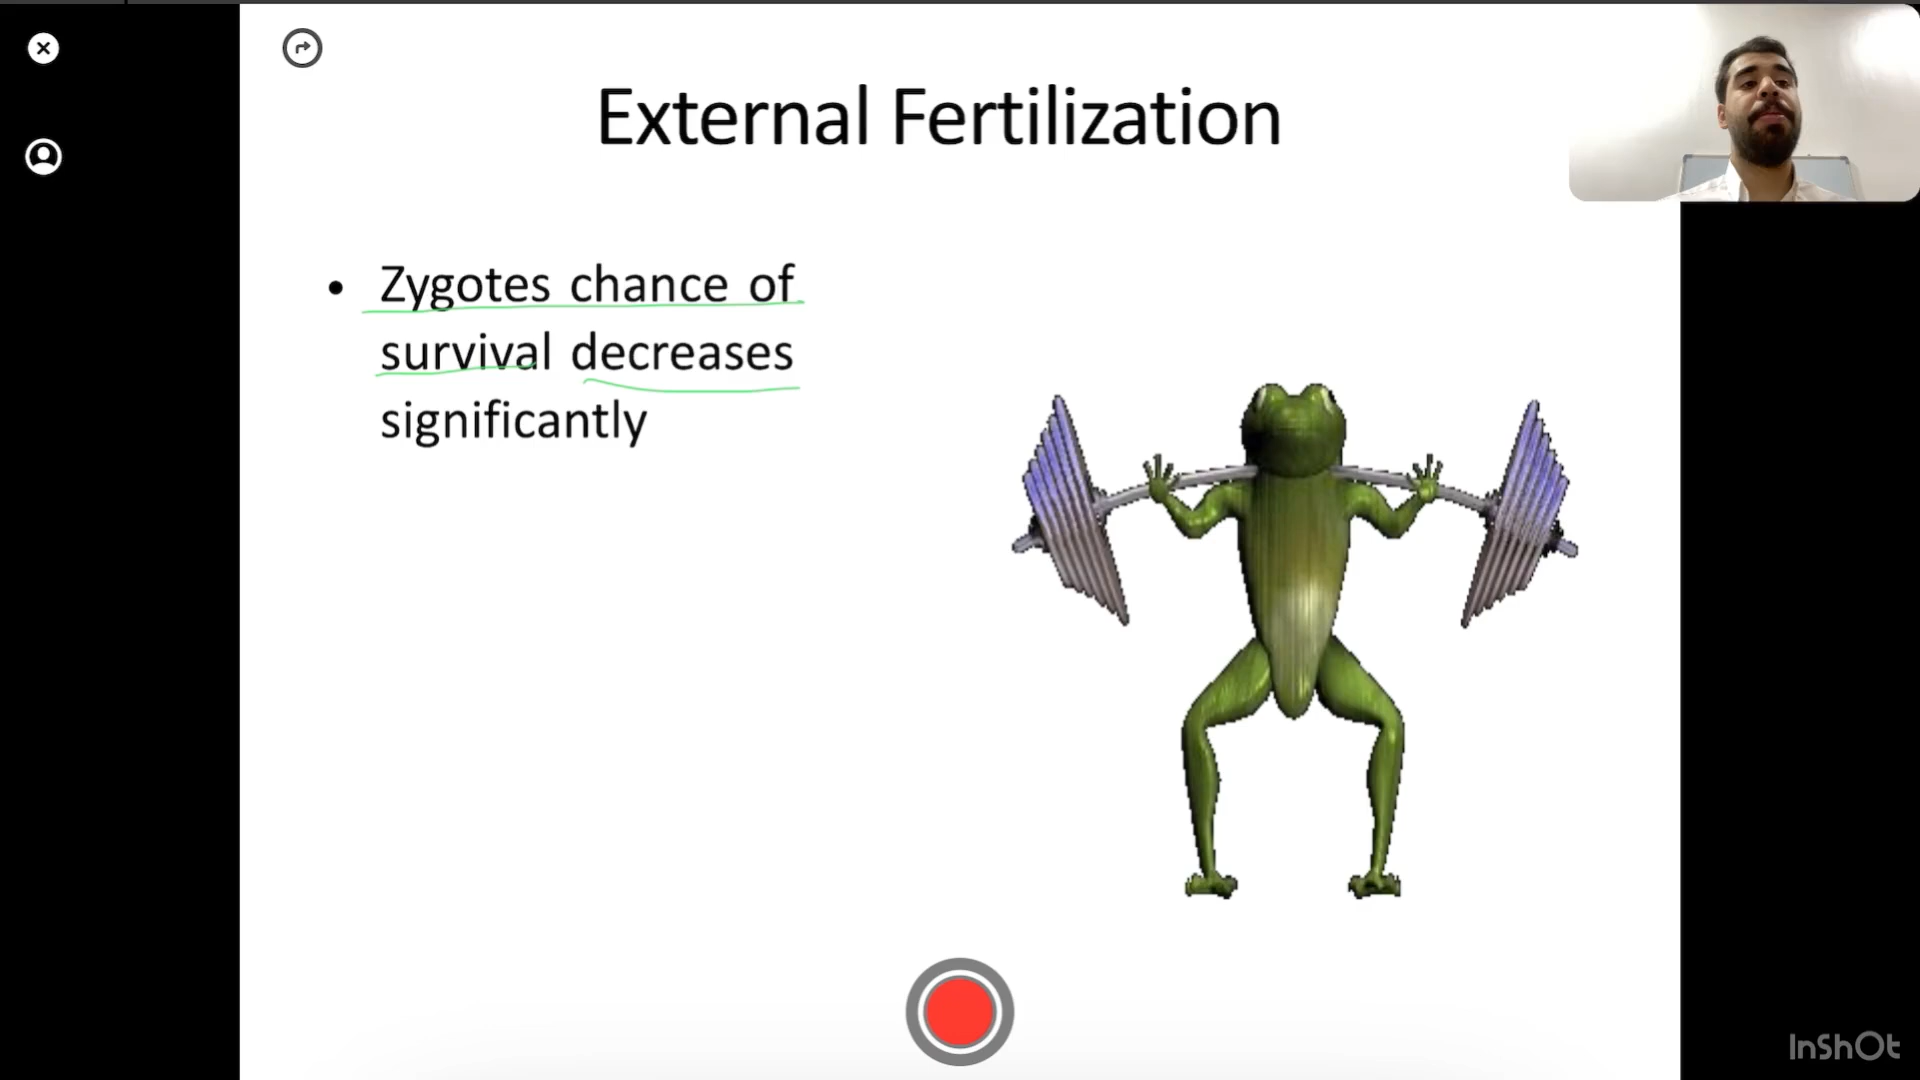 External Fertilization
• Zygotes chance of
survival decreases
significantly
InShOt